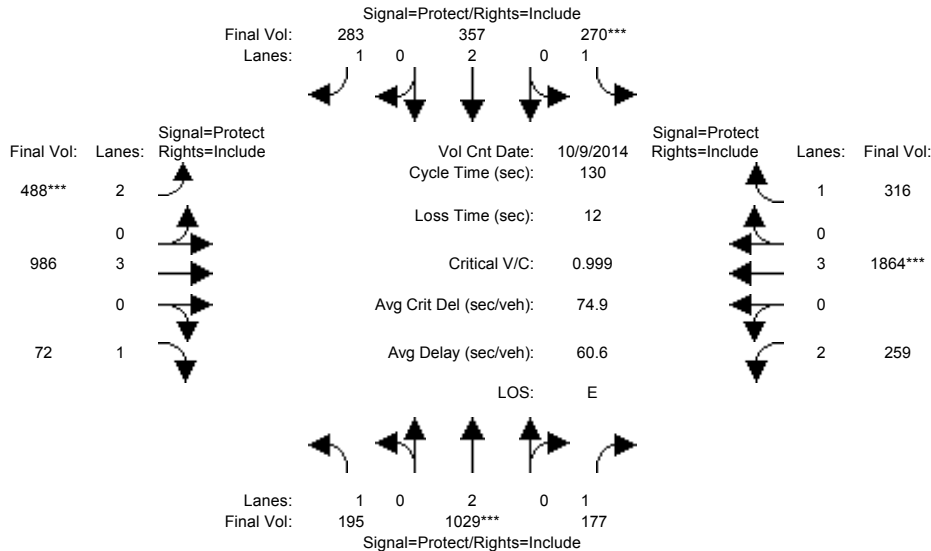 Signal=Protect/Rights=Include
Final Vol: 283 357 270***
Lanes: 1 0 2 0 1
Signal=Protect Signal=Protect
Final Vol: Lanes: Rights=Include Vol Cnt Date: 10/9/2014 Rights=Include Lanes: Final Vol:
Cycle Time (sec): 130
488*** 2 1 316
Loss Time (sec): 12
0 0
986 3 Critical V/C: 0.999 3 1864***
0 Avg Crit Del (sec/veh): 74.9 0
72 1 Avg Delay (sec/veh): 60.6 2 259
LOS: E
Lanes: 1 0 2 0 1
Final Vol: 195 1029*** 177
Signal=Protect/Rights=Include